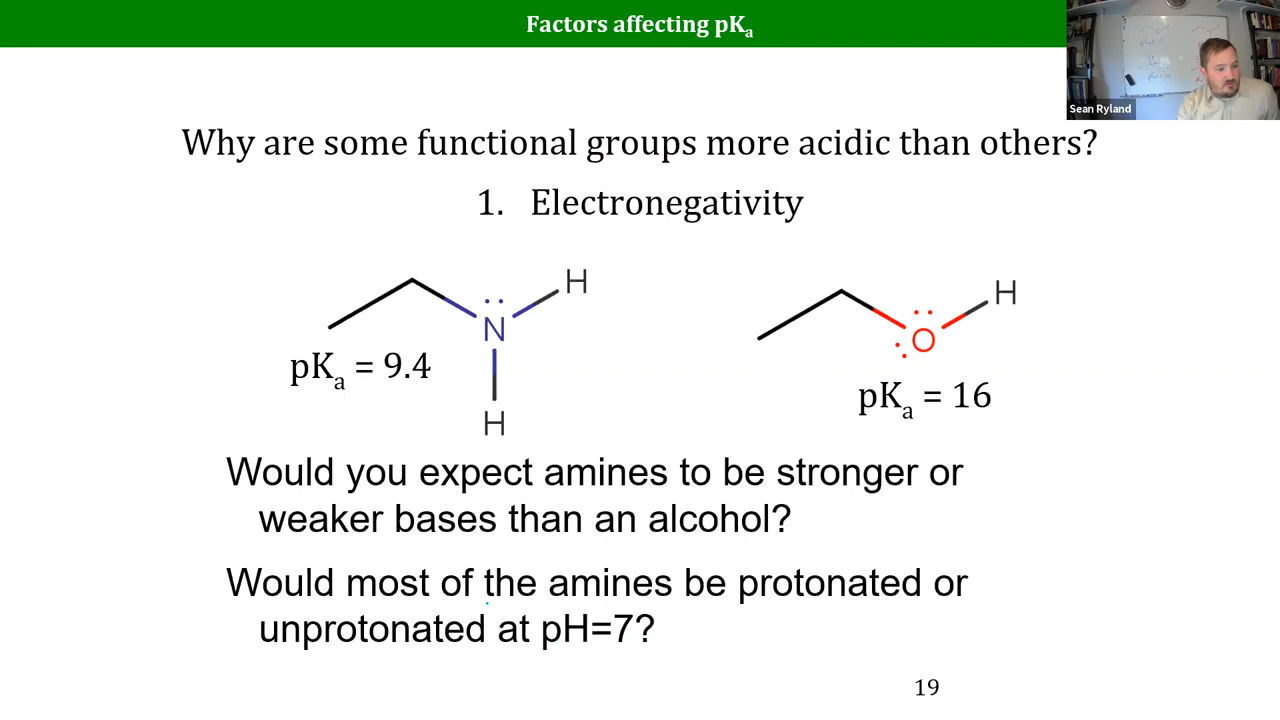 Factors affecting pKa
Sean Ryland
Why are some functional groups more acidic than others?
1. Electronegativity
H
N
H
pKa = 9.4
H
O
pKa = 16
Would you expect amines to be stronger or
weaker bases than an alcohol?
Would most of the amines be protonated or
unprotonated at pH=7?
19